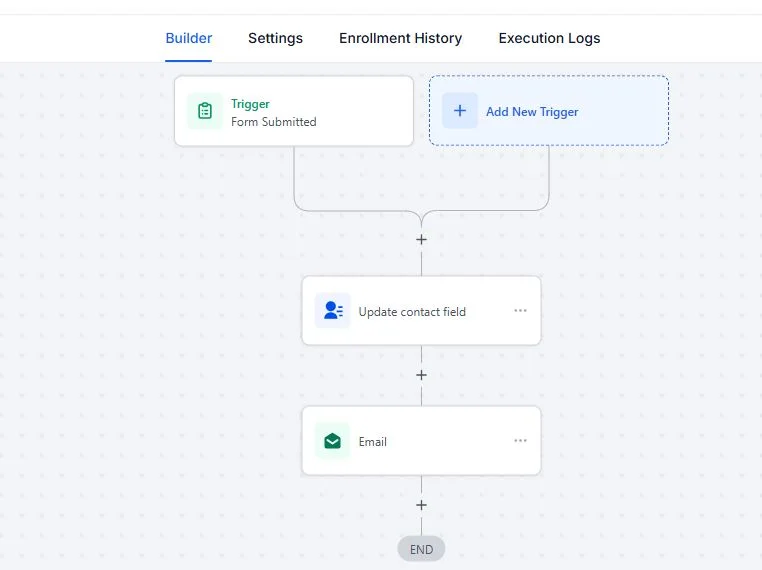 Builder
Settings
Enrollment History
Execution Logs
Trigger
Form Submitted
Add New Trigger
Update contact field
Email
END